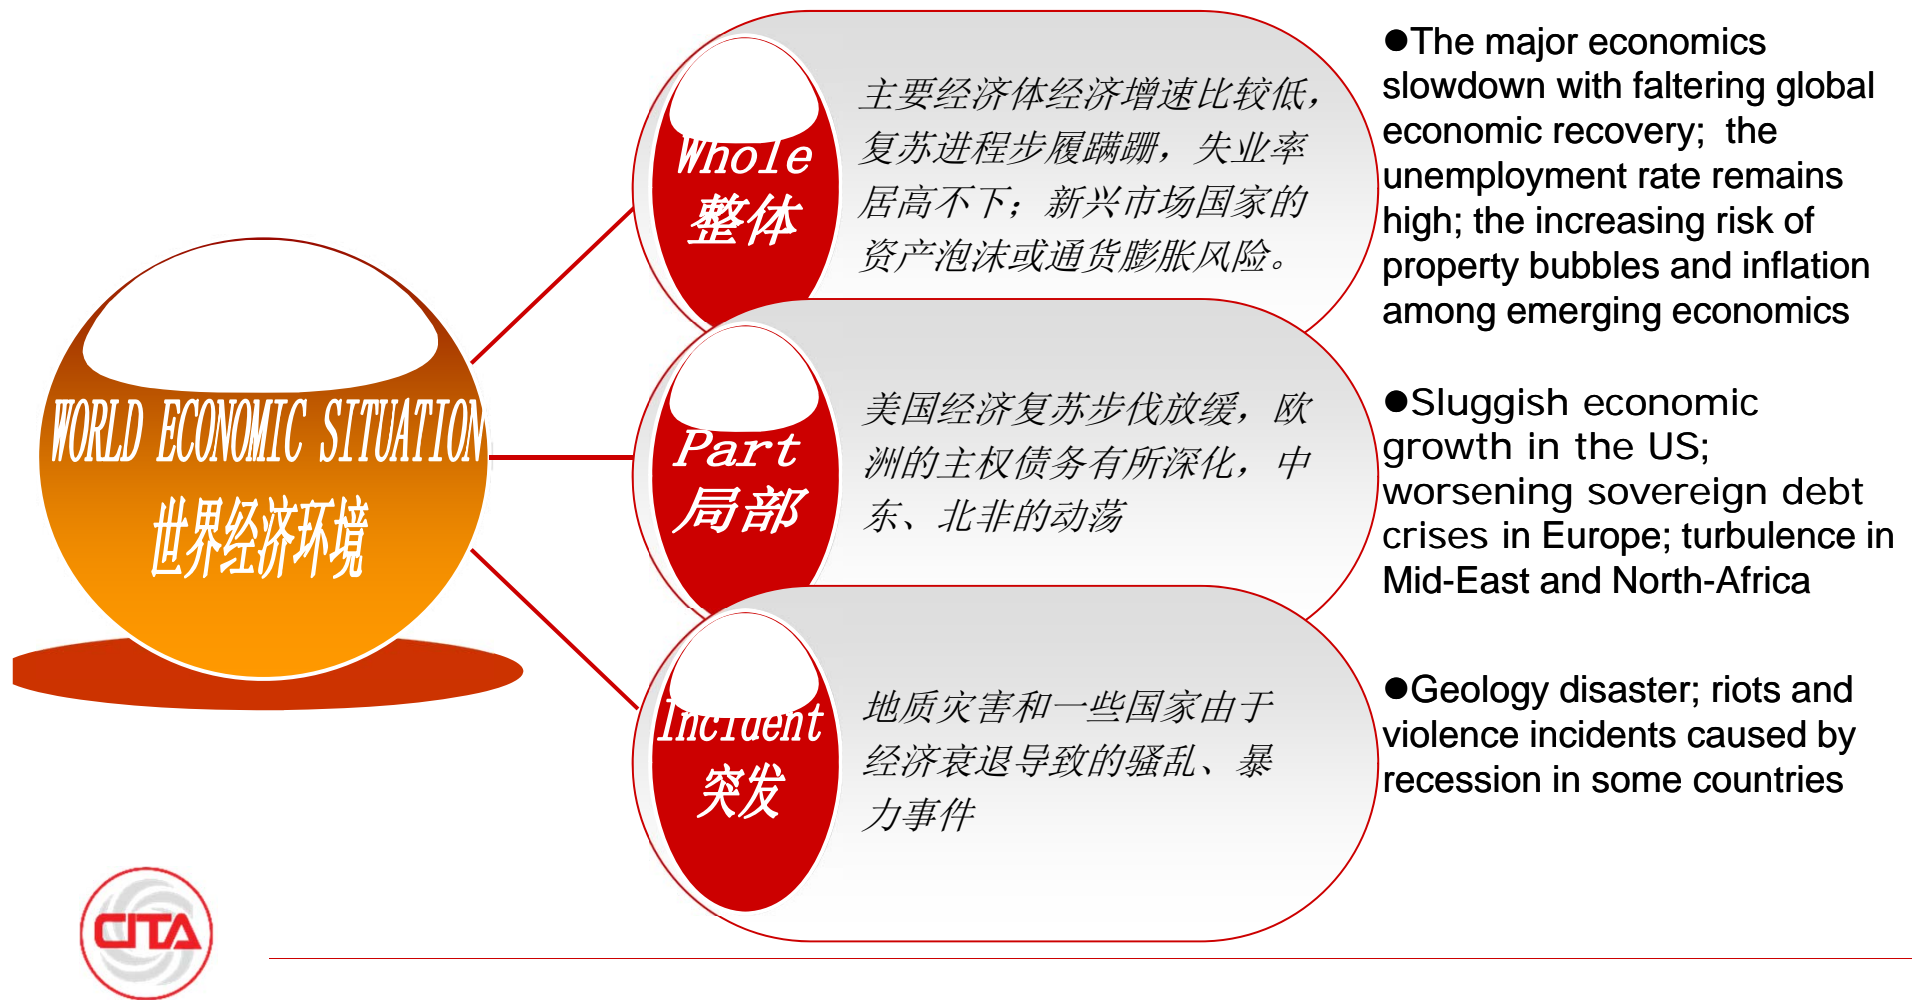 WORLD ECONOMIC SITUATION
世界经济环境
Whole
整体
主要经济体经济增速比较低，
复苏进程步履蹒跚，失业率
居高不下；新兴市场国家的
资产泡沫或通货膨胀风险。
●The major economics
slowdown with faltering global
economic recovery; the
unemployment rate remains
high; the increasing risk of
property bubbles and inflation
among emerging economics
Part
局部
美国经济复苏步伐放缓，欧
洲的主权债务有所深化，中
东、北非的动荡
●Sluggish economic
growth in the US;
worsening sovereign debt
crises in Europe; turbulence in
Mid-East and North-Africa
Incident
突发
地质灾害和一些国家由于
经济衰退导致的骚乱、暴
力事件
●Geology disaster; riots and
violence incidents caused by
recession in some countries
CITA